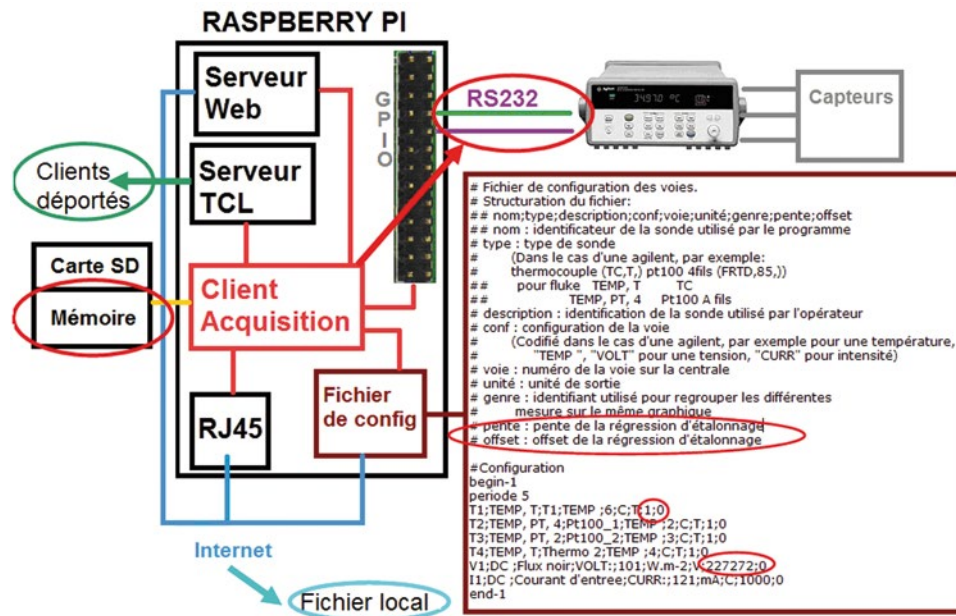 RASPBERRY PI
Serveur
Web
GPIO
RS232
Capteurs
Clients
déportés
Serveur
TCL
Carte SD
Mémoire
Client
Acquisition
RJ45
Fichier
de config
Internet
Fichier local
# Fichier de configuration des voies.
# Structuration du fichier:
## nom;type;description;conf;voie;unité;genre;pente;offset
## nom : identificateur de la sonde utilisé par le programme
# type : type de sonde
# (Dans le cas d'une agilent, par exemple:
# thermocouple (TC,T,) pt100 4fils (FRTD,85,))
## pour fluke TEMP, T TC
## TEMP, PT, 4 Pt100 A fils
# description : identification de la sonde utilisé par l'opérateur
# conf : configuration de la voie
# (Codifié dans le cas d'une agilent, par exemple pour une température,
# "TEMP ", "VOLT" pour une tension, "CURR" pour intensité)
# voie : numéro de la voie sur la centrale
# unité : unité de sortie
# genre : identifiant utilisé pour regrouper les différentes
# mesure sur le même graphique
# pente : pente de la régression d'étalonnage
# offset : offset de la régression d'étalonnage
#Configuration
begin-1
periode 5
T1;TEMP, T;T1;TEMP ;6;C;T;1;0
T2;TEMP, PT, 4;Pt100_1;TEMP ;2;C;T;1;0
T3;TEMP, PT, 2;Pt100_2;TEMP ;3;C;T;1;0
T4;TEMP, T;Thermo 2;TEMP ;4;C;T;1;0
V1;DC ;Flux noir;VOLT:;101;W.m-2;V;227272;0
I1;DC ;Courant d'entree;CURR:;121;mA;C;1000;0
end-1